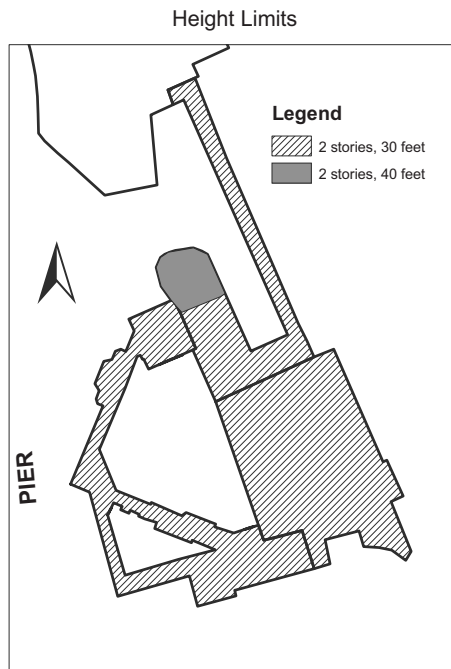 Height Limits
Legend
2 stories, 30 feet
2 stories, 40 feet
PIER